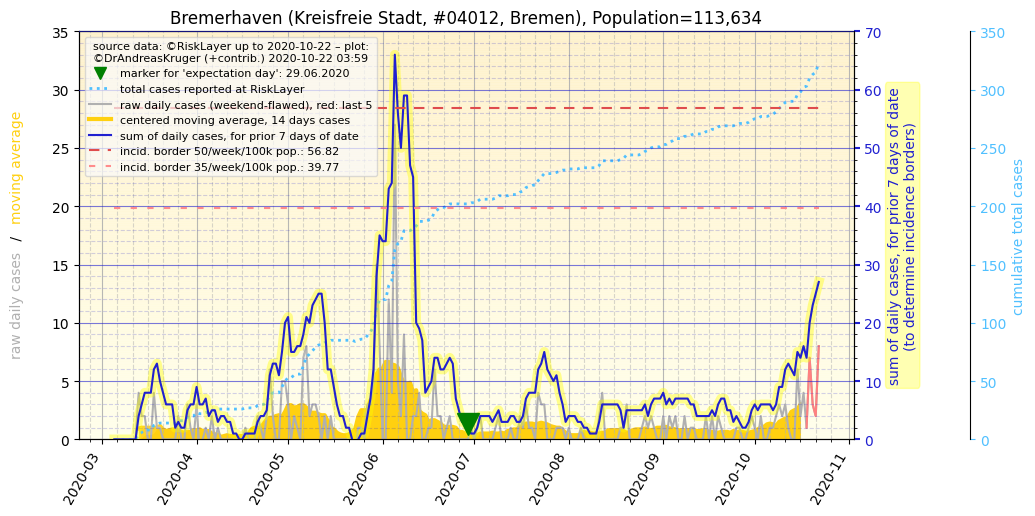 Bremerhaven (Kreisfreie Stadt, #04012, Bremen), Population=113,634
source data: ©RiskLayer up to 2020-10-22 – plot:
©DrAndreasKruger (+contrib.) 2020-10-22 03:59
marker for 'expectation day': 29.06.2020
total cases reported at RiskLayer
raw daily cases (weekend-flawed), red: last 5
centered moving average, 14 days cases
sum of daily cases, for prior 7 days of date
incid. border 50/week/100k pop.: 56.82
incid. border 35/week/100k pop.: 39.77
raw daily cases / moving average
35
30
25
20
15
10
5
0
70
60
50
40
30
20
10
0
sum of daily cases, for prior 7 days of date
(to determine incidence borders)
350
300
250
200
150
100
50
0
cumulative total cases
2020-03
2020-04
2020-05
2020-06
2020-07
2020-08
2020-09
2020-10
2020-11